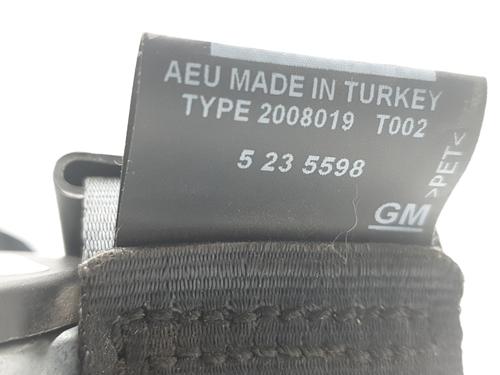 AEU MADE IN TURKEY
TYPE 2008019 T002
5 23 5598
>PET<
GM